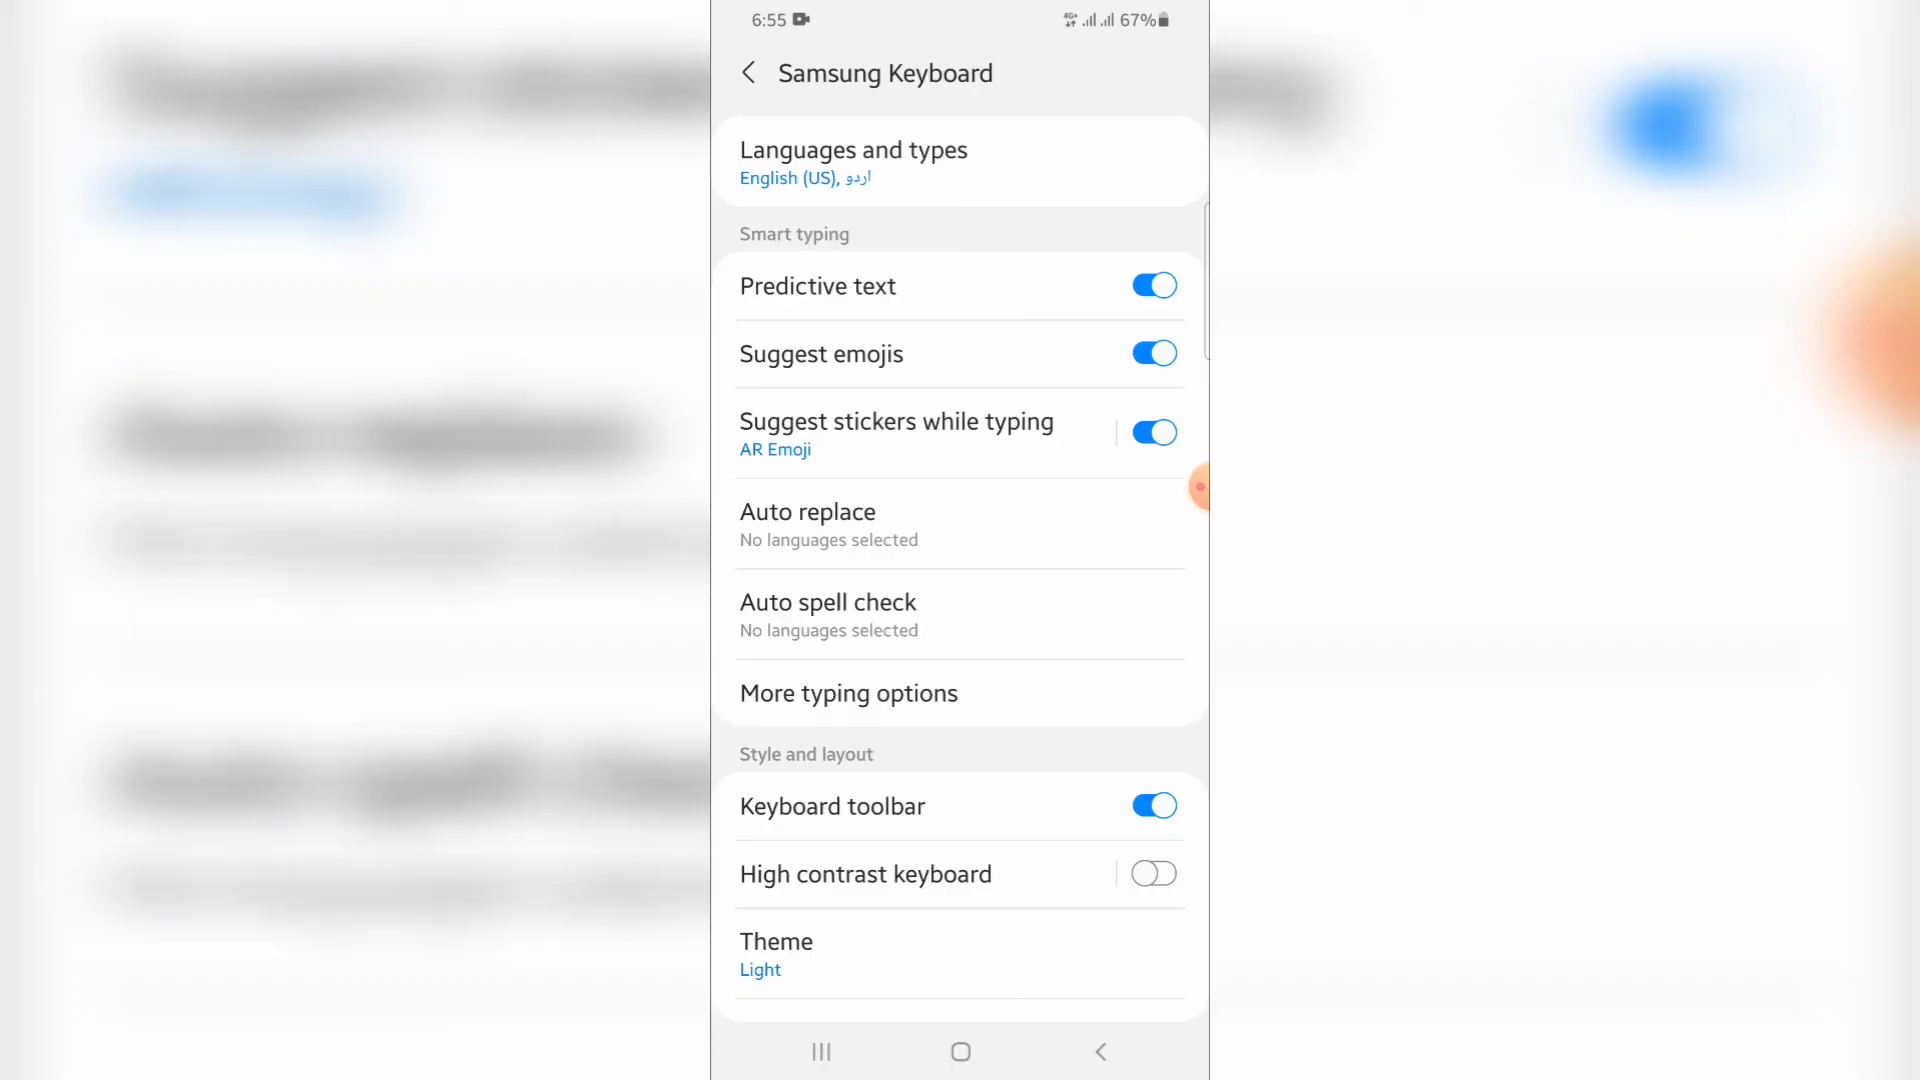 6:55 4G+ 67%
Samsung Keyboard
Languages and types
English (US), اردو
Smart typing
Predictive text
Suggest emojis
Suggest stickers while typing
AR Emoji
Auto replace
No languages selected
Auto spell check
No languages selected
More typing options
Style and layout
Keyboard toolbar
High contrast keyboard
Theme
Light